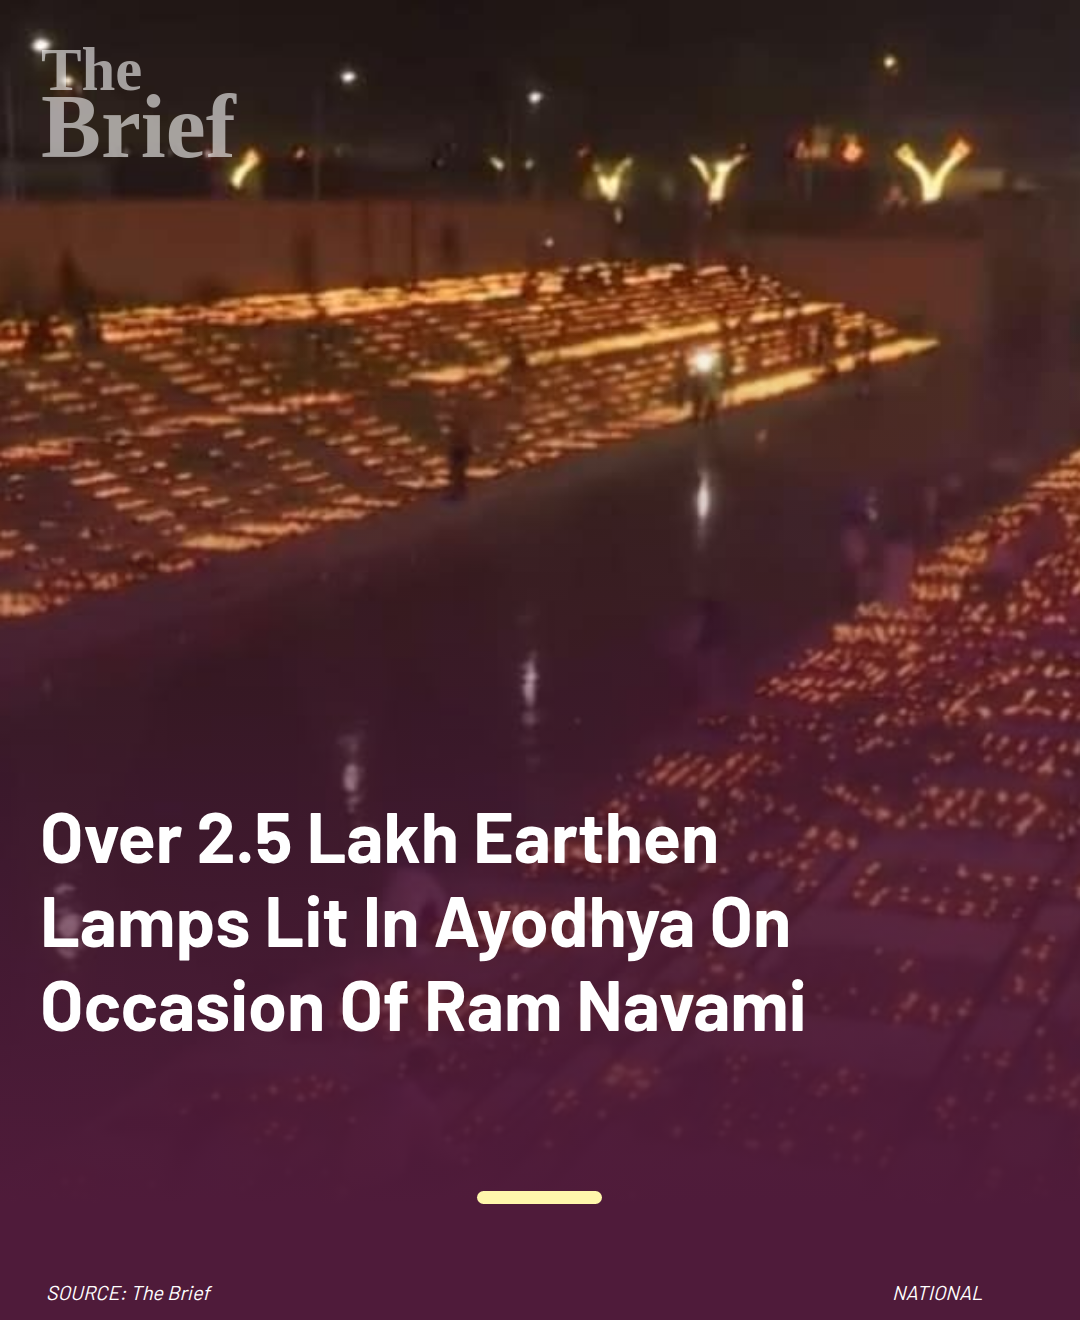 The
Brief
Over 2.5 Lakh Earthen
Lamps Lit In Ayodhya On
Occasion Of Ram Navami
SOURCE: The Brief
NATIONAL